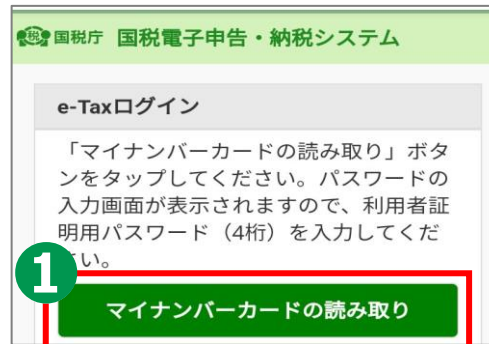 税 国税庁 国税電子申告・納税システム
e-Taxログイン
「マイナンバーカードの読み取り」ボタ
ンをタップしてください。パスワードの
入力画面が表示されますので、利用者証
明用パスワード（4桁）を入力してくだ
さい。
1
マイナンバーカードの読み取り